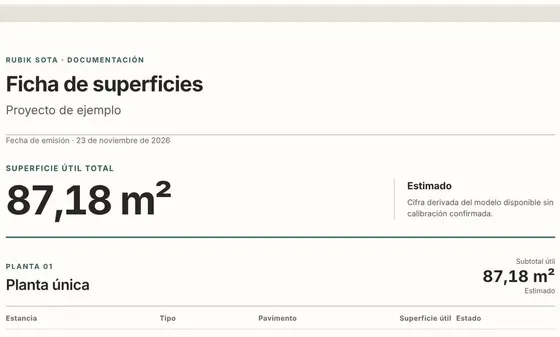 RUBIK SOTA · DOCUMENTACIÓN
Ficha de superficies
Proyecto de ejemplo
Fecha de emisión · 23 de noviembre de 2026
SUPERFICIE ÚTIL TOTAL
87,18 m²
Estimado
Cifra derivada del modelo disponible sin
calibración confirmada.
PLANTA 01
Planta única
Subtotal útil
87,18 m²
Estimado
Estancia Tipo Pavimento Superficie útil Estado